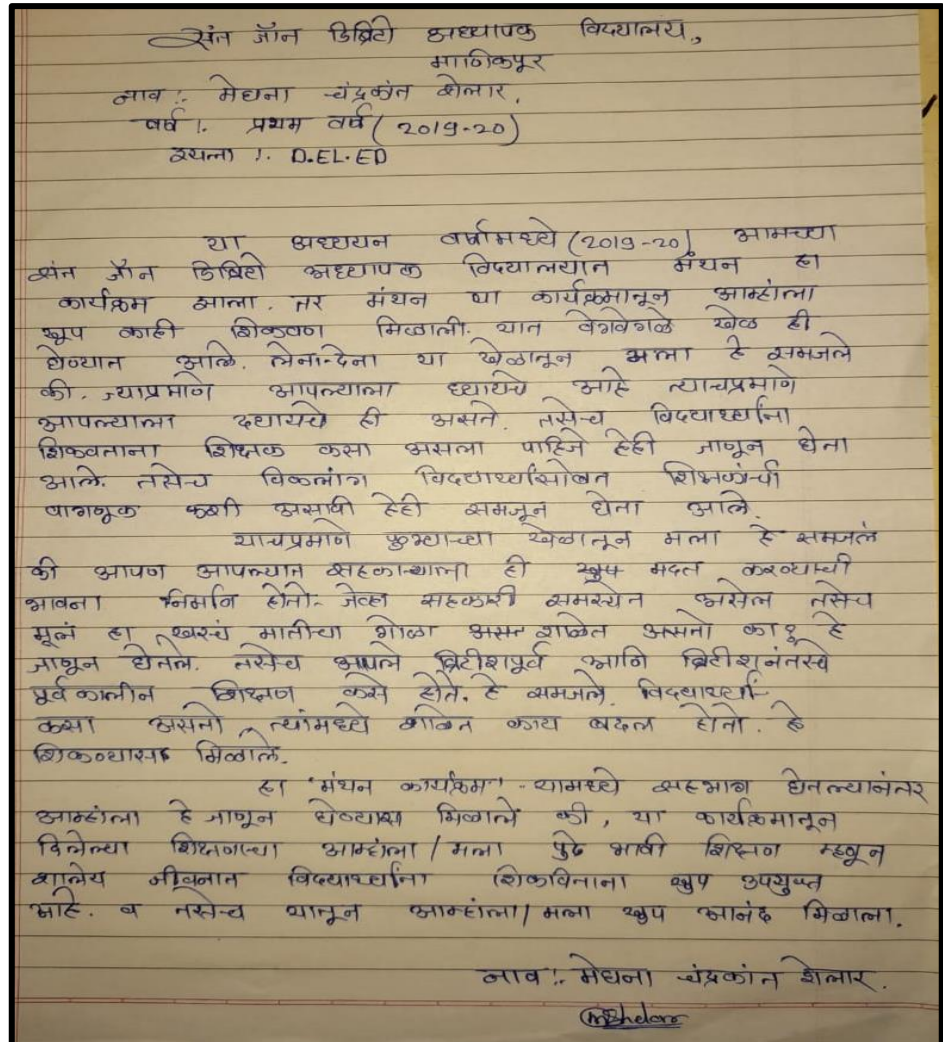 संत जॉन डिब्रिटो अध्यापक विद्यालय,
माणिकपूर
नाव : मेघना चंद्रकांत शेलार.
वर्ष : प्रथम वर्ष (2019-20)
इयत्ता : D.EL.ED
या अध्ययन वर्षामध्ये (2019-20) आमच्या
संत जौन डिब्रिटो अध्यापक विद्यालयात मंथन हा
कार्यक्रम झाला. तर मंथन या कार्यक्रमातून आम्हांला
खूप काही शिकवण मिळाली. यात वेगवेगळे खेळ ही
घेण्यात आले. लेना-देना या खेळातून मला हे समजले
की. ज्याप्रमाणे आपल्याला घ्यायचे आहे त्याचप्रमाणे
आपल्याला दयायचे ही असते. तसेच विद्यार्थ्यांना
शिकवताना शिक्षक कसा असला पाहिजे हेही जाणून घेता
आले. तसेच विकलांग विद्यार्थ्यांसोबत शिक्षकांची
वागणूक कशी असावी हेही समजून घेता आले.
याचप्रमाणे फुग्याच्या खेळातून मला हे समजले
की आपण आपल्यात सहकाऱ्याला ही खुप मदत करण्याची
भावना निर्माण होतो- जेव्हा सहकारी समस्येत असेल तसेच
मूलं हा खरचं मातीचा गोळा असत शाळेत असतो का? हे
जाणून घेतले. तसेच आपले ब्रिटीशपूर्व आणि ब्रिटीशनंतरचे
पूर्वकालीन शिक्षण कसे होते. हे समजले विद्यार्थ्यी-
कसा असतो त्यांमध्ये शाळेत काय बदल होतो. हे
शिकण्यास मिळाले.
हा "मंथन कार्यक्रम" - यामध्ये सहभाग घेतल्यानंतर
आम्हांला हे जाणून घेण्यास मिळाले की, या कार्यक्रमातून
दिलेल्या शिक्षणाचा आम्हांला / मला पुढे भावी शिक्षण म्हणून
शालेय जीवनात विद्यार्थ्यांना शिकविताना खुप उपयुक्त
आहे. व तसेच यातून आम्हांला/मला खुप आनंद मिळाला.
नाव : मेघना चंद्रकांत शेलार.
MShelar